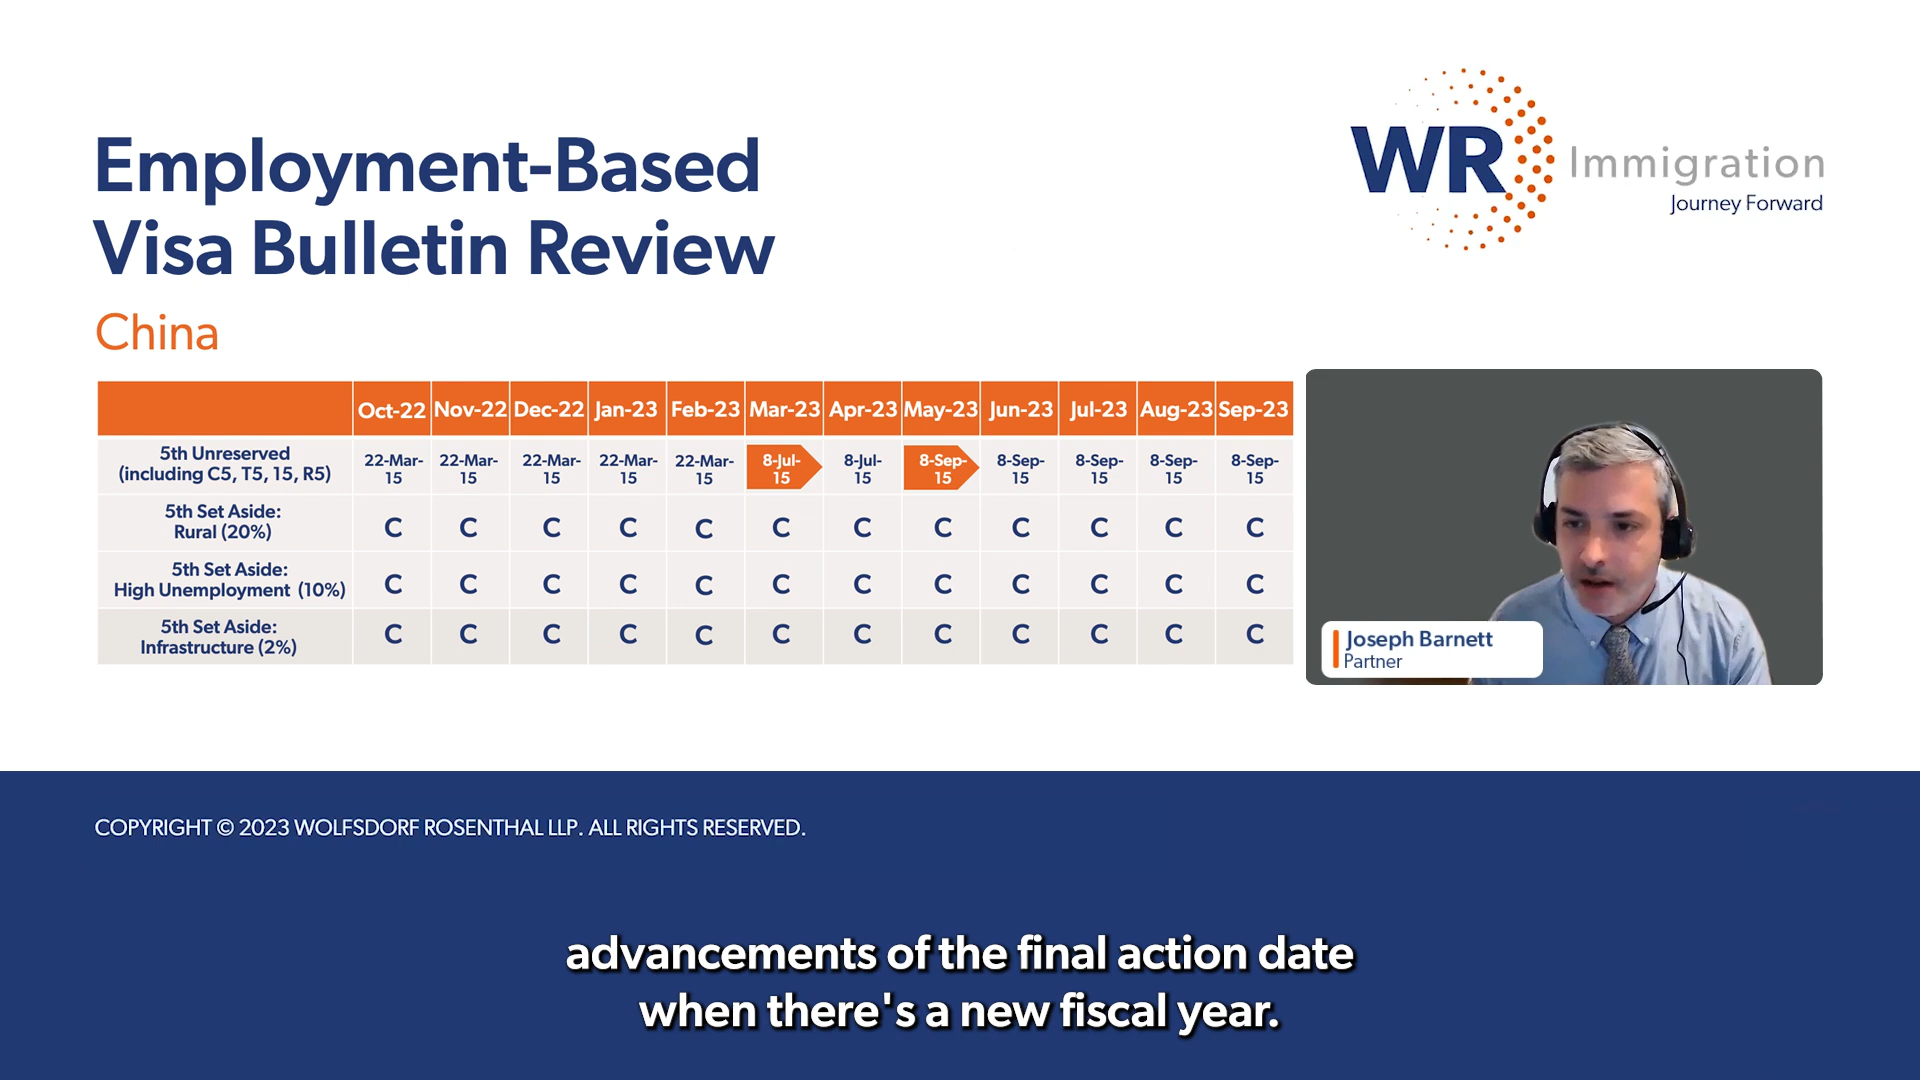 Employment-Based
Visa Bulletin Review
China
WR Immigration
Journey Forward
Oct-22 Nov-22 Dec-22 Jan-23 Feb-23 Mar-23 Apr-23 May-23 Jun-23 Jul-23 Aug-23 Sep-23
5th Unreserved
(including C5, T5, 15, R5)
22-Mar- 22-Mar- 22-Mar- 22-Mar- 22-Mar- 8-Jul- 8-Jul- 8-Sep- 8-Sep- 8-Sep- 8-Sep- 8-Sep-
15 15 15 15 15 15 15 15 15 15 15 15
5th Set Aside:
Rural (20%)
C C C C C C C C C C C C
5th Set Aside:
High Unemployment (10%)
C C C C C C C C C C C C
5th Set Aside:
Infrastructure (2%)
C C C C C C C C C C C C
Joseph Barnett
Partner
COPYRIGHT © 2023 WOLFSDORF ROSENTHAL LLP. ALL RIGHTS RESERVED.
advancements of the final action date
when there's a new fiscal year.